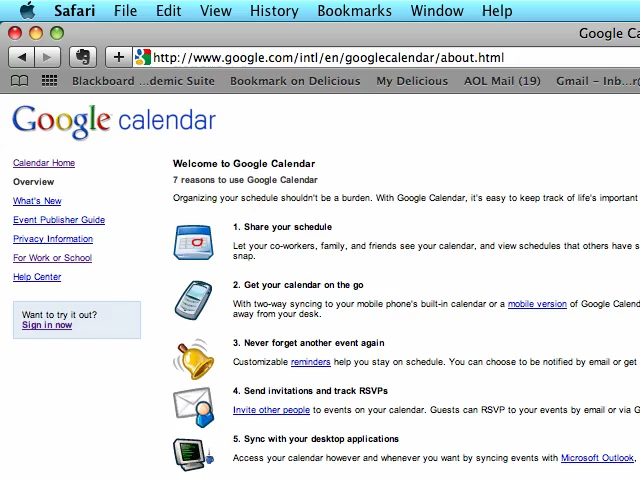 Safari File Edit View History Bookmarks Window Help
Google Ca
http://www.google.com/intl/en/googlecalendar/about.html
Blackboard ...demic Suite Bookmark on Delicious My Delicious AOL Mail (19) Gmail – Inb...r@
Google calendar
Calendar Home
Overview
What's New
Event Publisher Guide
Privacy Information
For Work or School
Help Center
Want to try it out?
Sign in now
Welcome to Google Calendar
7 reasons to use Google Calendar
Organizing your schedule shouldn't be a burden. With Google Calendar, it's easy to keep track of life's important
1. Share your schedule
Let your co-workers, family, and friends see your calendar, and view schedules that others have s
snap.
2. Get your calendar on the go
With two-way syncing to your mobile phone's built-in calendar or a mobile version of Google Calend
away from your desk.
3. Never forget another event again
Customizable reminders help you stay on schedule. You can choose to be notified by email or get
4. Send invitations and track RSVPs
Invite other people to events on your calendar. Guests can RSVP to your events by email or via G
5. Sync with your desktop applications
Access your calendar however and whenever you want by syncing events with Microsoft Outlook,